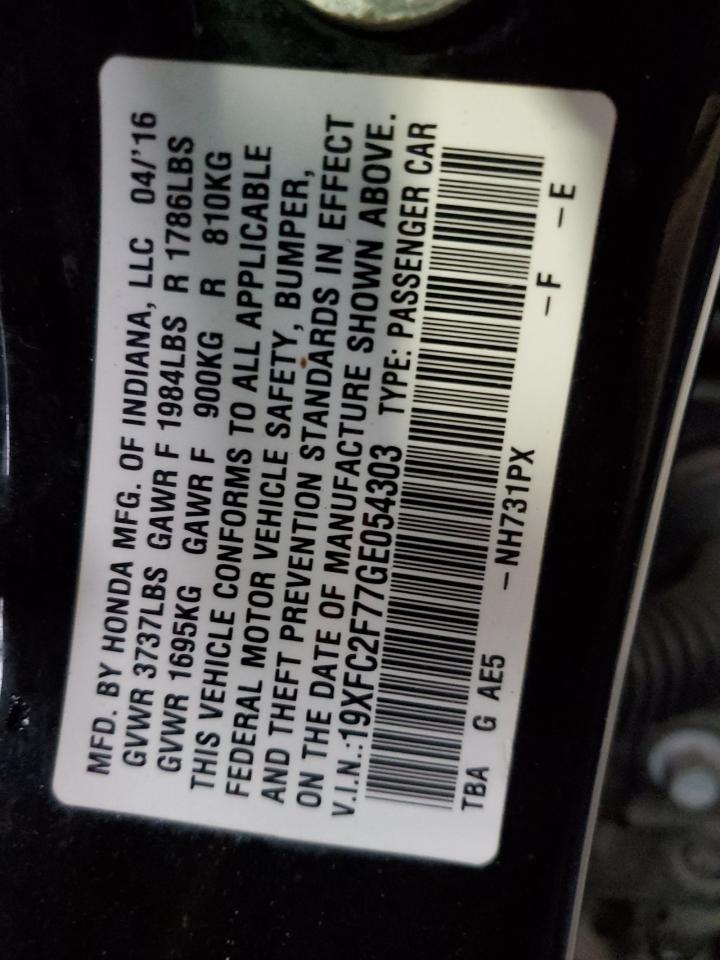 MFD. BY HONDA MFG. OF INDIANA, LLC 04/'16
GVWR 3737LBS GAWR F 1984LBS R 1786LBS
GVWR 1695KG GAWR F 900KG R 810KG
THIS VEHICLE CONFORMS TO ALL APPLICABLE
FEDERAL MOTOR VEHICLE SAFETY, BUMPER,
AND THEFT PREVENTION STANDARDS IN EFFECT
ON THE DATE OF MANUFACTURE SHOWN ABOVE.
V.I.N.:19XFC2F77GE054303 TYPE: PASSENGER CAR
TBA G AE5 -NH731PX -F -E